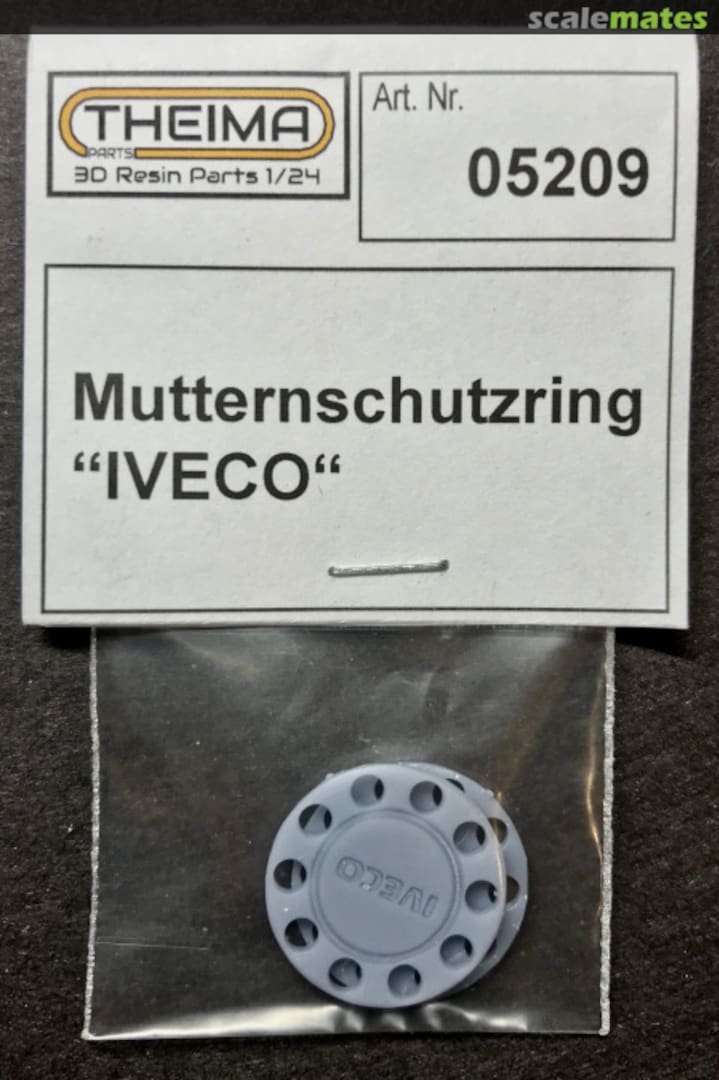 scalemates
THEIMA
PARTS
3D Resin Parts 1/24
Art. Nr.
05209
Mutternschutzring
“IVECO“
IVECO